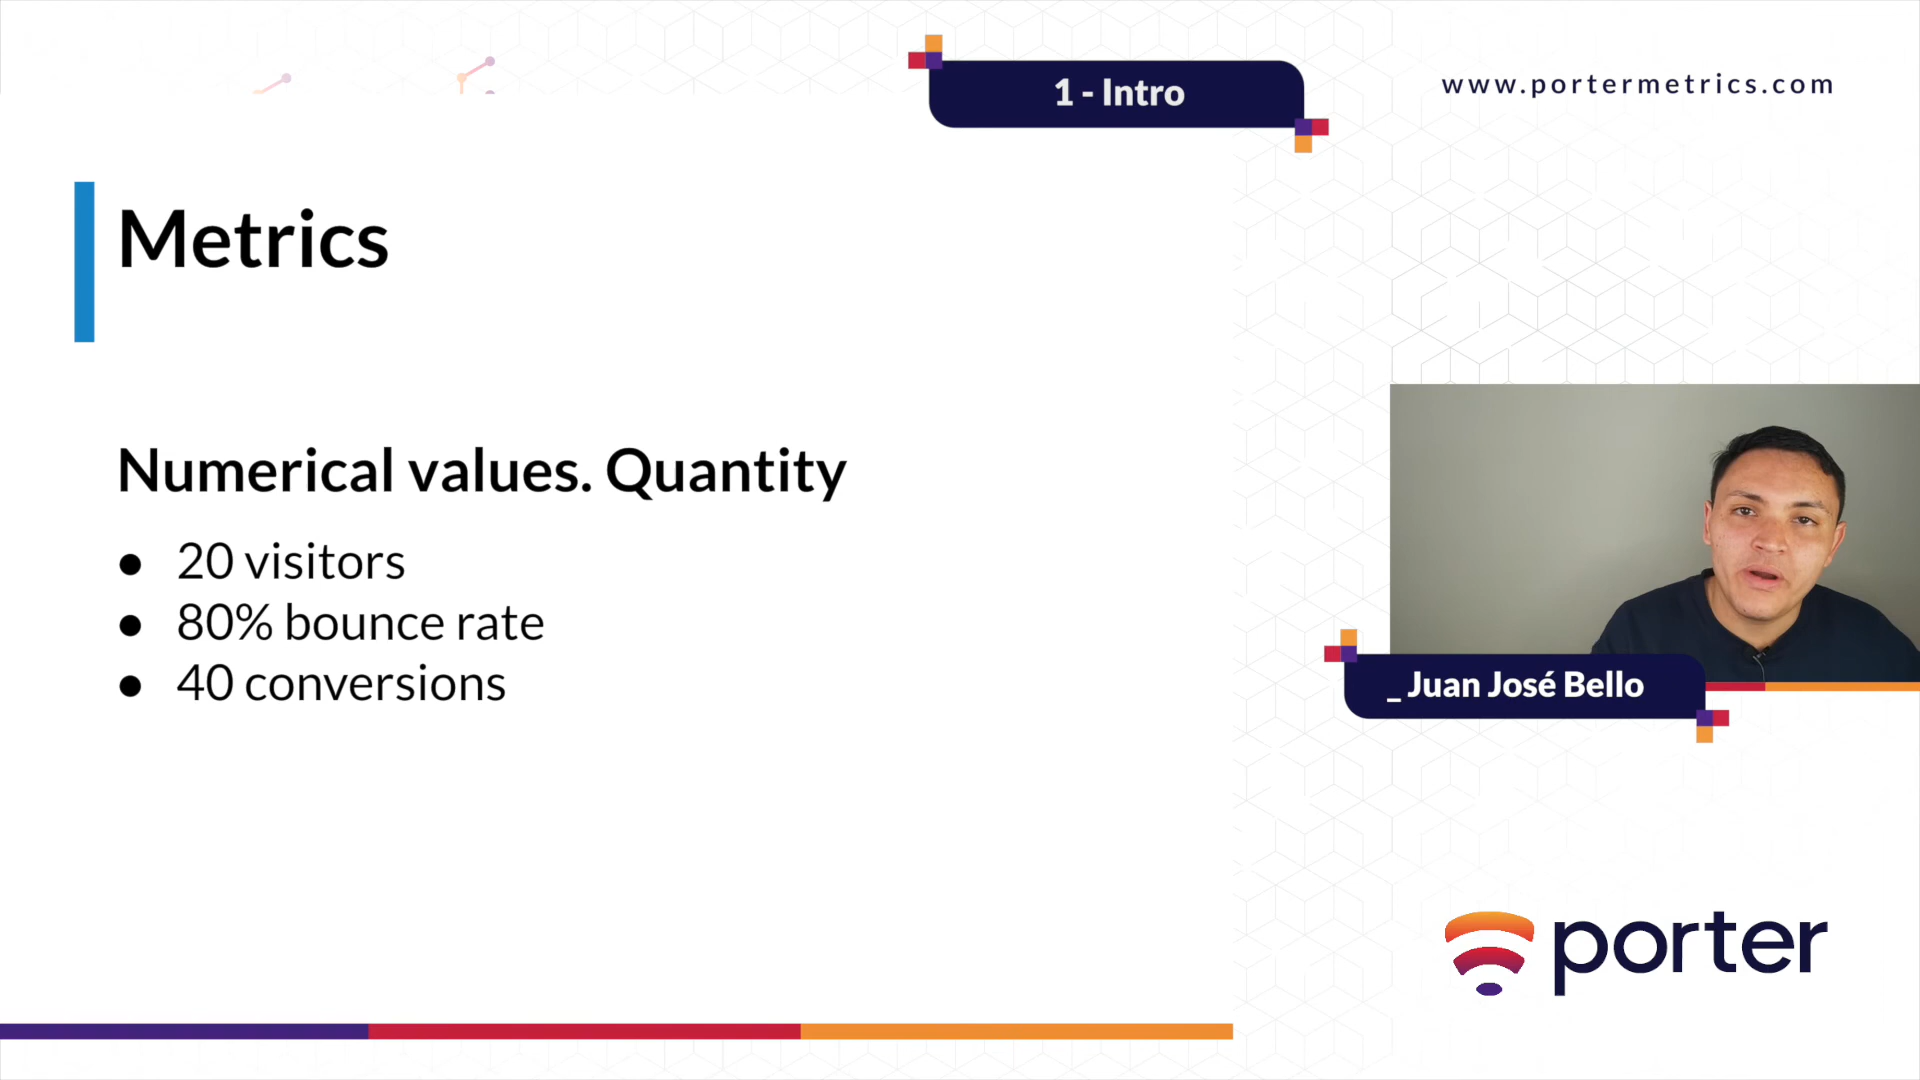 1 - Intro
www.portermetrics.com
Metrics
Numerical values. Quantity
● 20 visitors
● 80% bounce rate
● 40 conversions
_ Juan José Bello
porter